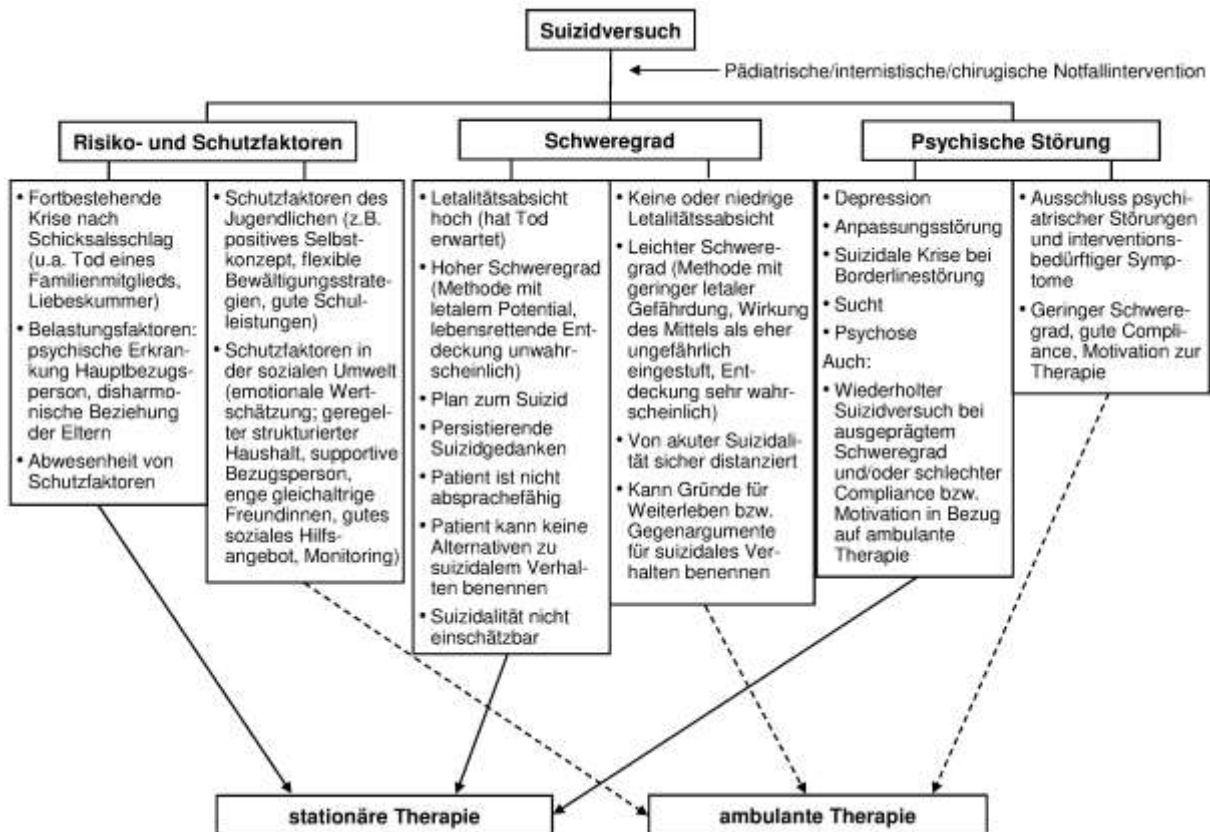 Suizidversuch
Pädiatrische/internistische/chirugische Notfallintervention
Risiko- und Schutzfaktoren
Schweregrad
Psychische Störung
• Fortbestehende
Krise nach
Schicksalsschlag
(u.a. Tod eines
Familienmitglieds,
Liebeskummer)
• Belastungsfaktoren:
psychische Erkran-
kung Hauptbezugs-
person, disharmo-
nische Beziehung
der Eltern
• Abwesenheit von
Schutzfaktoren
• Schutzfaktoren des
Jugendlichen (z.B.
positives Selbst-
konzept, flexible
Bewältigungsstrate-
gien, gute Schul-
leistungen)
• Schutzfaktoren in
der sozialen Umwelt
(emotionale Wert-
schätzung; geregel-
ter strukturierter
Haushalt, supportive
Bezugsperson,
enge gleichaltrige
Freundinnen, gutes
soziales Hilfs-
angebot, Monitoring)
• Letalitätsabsicht
hoch (hat Tod
erwartet)
• Hoher Schweregrad
(Methode mit
letalem Potential,
lebensrettende Ent-
deckung unwahr-
scheinlich)
• Plan zum Suizid
• Persistierende
Suizidgedanken
• Patient ist nicht
absprachefähig
• Patient kann keine
Alternativen zu
suizidalem Verhal-
ten benennen
• Suizidalität nicht
einschätzbar
• Keine oder niedrige
Letalitätssabsicht
• Leichter Schwere-
grad (Methode mit
geringer letaler
Gefährdung, Wirkung
des Mittels als eher
ungefährlich
eingestuft, Ent-
deckung sehr wahr-
scheinlich)
• Von akuter Suizidali-
tät sicher distanziert
• Kann Gründe für
Weiterleben bzw.
Gegenargumente
für suizidales Ver-
halten benennen
• Depression
• Anpassungsstörung
• Suizidale Krise bei
Borderlinestörung
• Sucht
• Psychose
Auch:
• Wiederholter
Suizidversuch bei
ausgeprägtem
Schweregrad
und/oder schlechter
Compliance bzw.
Motivation in Bezug
auf ambulante
Therapie
• Ausschluss psychi-
atrischer Störungen
und interventions-
bedürftiger Symp-
tome
• Geringer Schwere-
grad, gute Compli-
ance, Motivation zur
Therapie
stationäre Therapie
ambulante Therapie